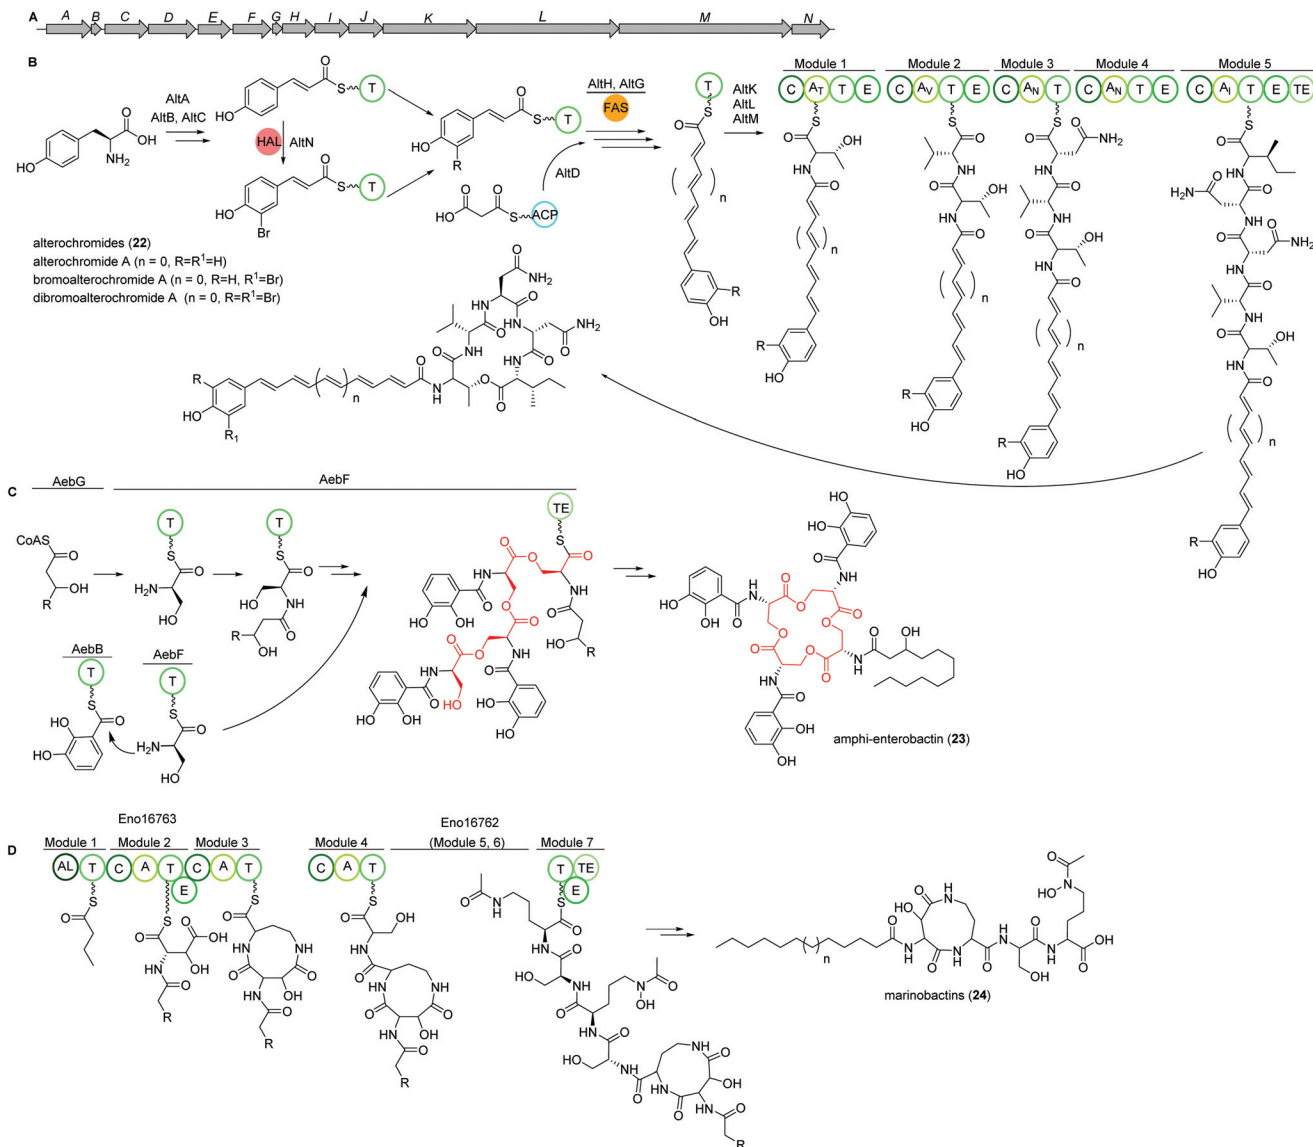 A
A B C D E F G H I J K L M N
B
Module 1 Module 2 Module 3 Module 4 Module 5
C A_T T E C A_V T E C A_N T C A_N T E C A_I T E TE
AltA
AltB, AltC
HAL AltN
AltH, AltG
FAS
AltD
ACP
AltK
AltL
AltM
alterochromides (22)
alterochromide A (n = 0, R=R¹=H)
bromoalterochromide A (n = 0, R=H, R¹=Br)
dibromoalterochromide A (n = 0, R=R¹=Br)
C
AebG AebF
AebB AebF
TE
amphi-enterobactin (23)
D
Eno16763 Eno16762
Module 1 Module 2 Module 3 Module 4 (Module 5, 6) Module 7
AL T C A T C A T C A T T TE
E E
marinobactins (24)